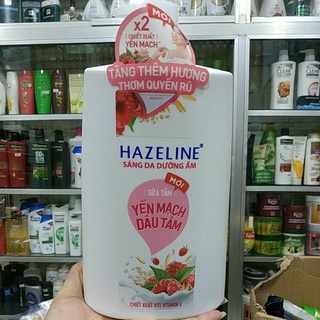 MỚI
x2
CHIẾT XUẤT
YẾN MẠCH
TĂNG THÊM HƯƠNG
THƠM QUYẾN RŨ
HAZELINE®
SÁNG DA DƯỠNG ẨM
MỚI
SỮA TẮM
YẾN MẠCH
DÂU TẰM
CHIẾT XUẤT VỚI VITAMIN C
CLEAR